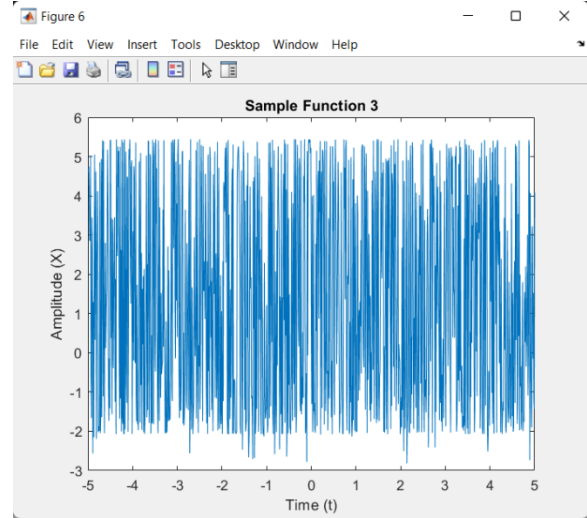 Figure 6
File Edit View Insert Tools Desktop Window Help
Sample Function 3
6
5
4
3
2
1
0
-1
-2
-3
Amplitude (X)
-5 -4 -3 -2 -1 0 1 2 3 4 5
Time (t)